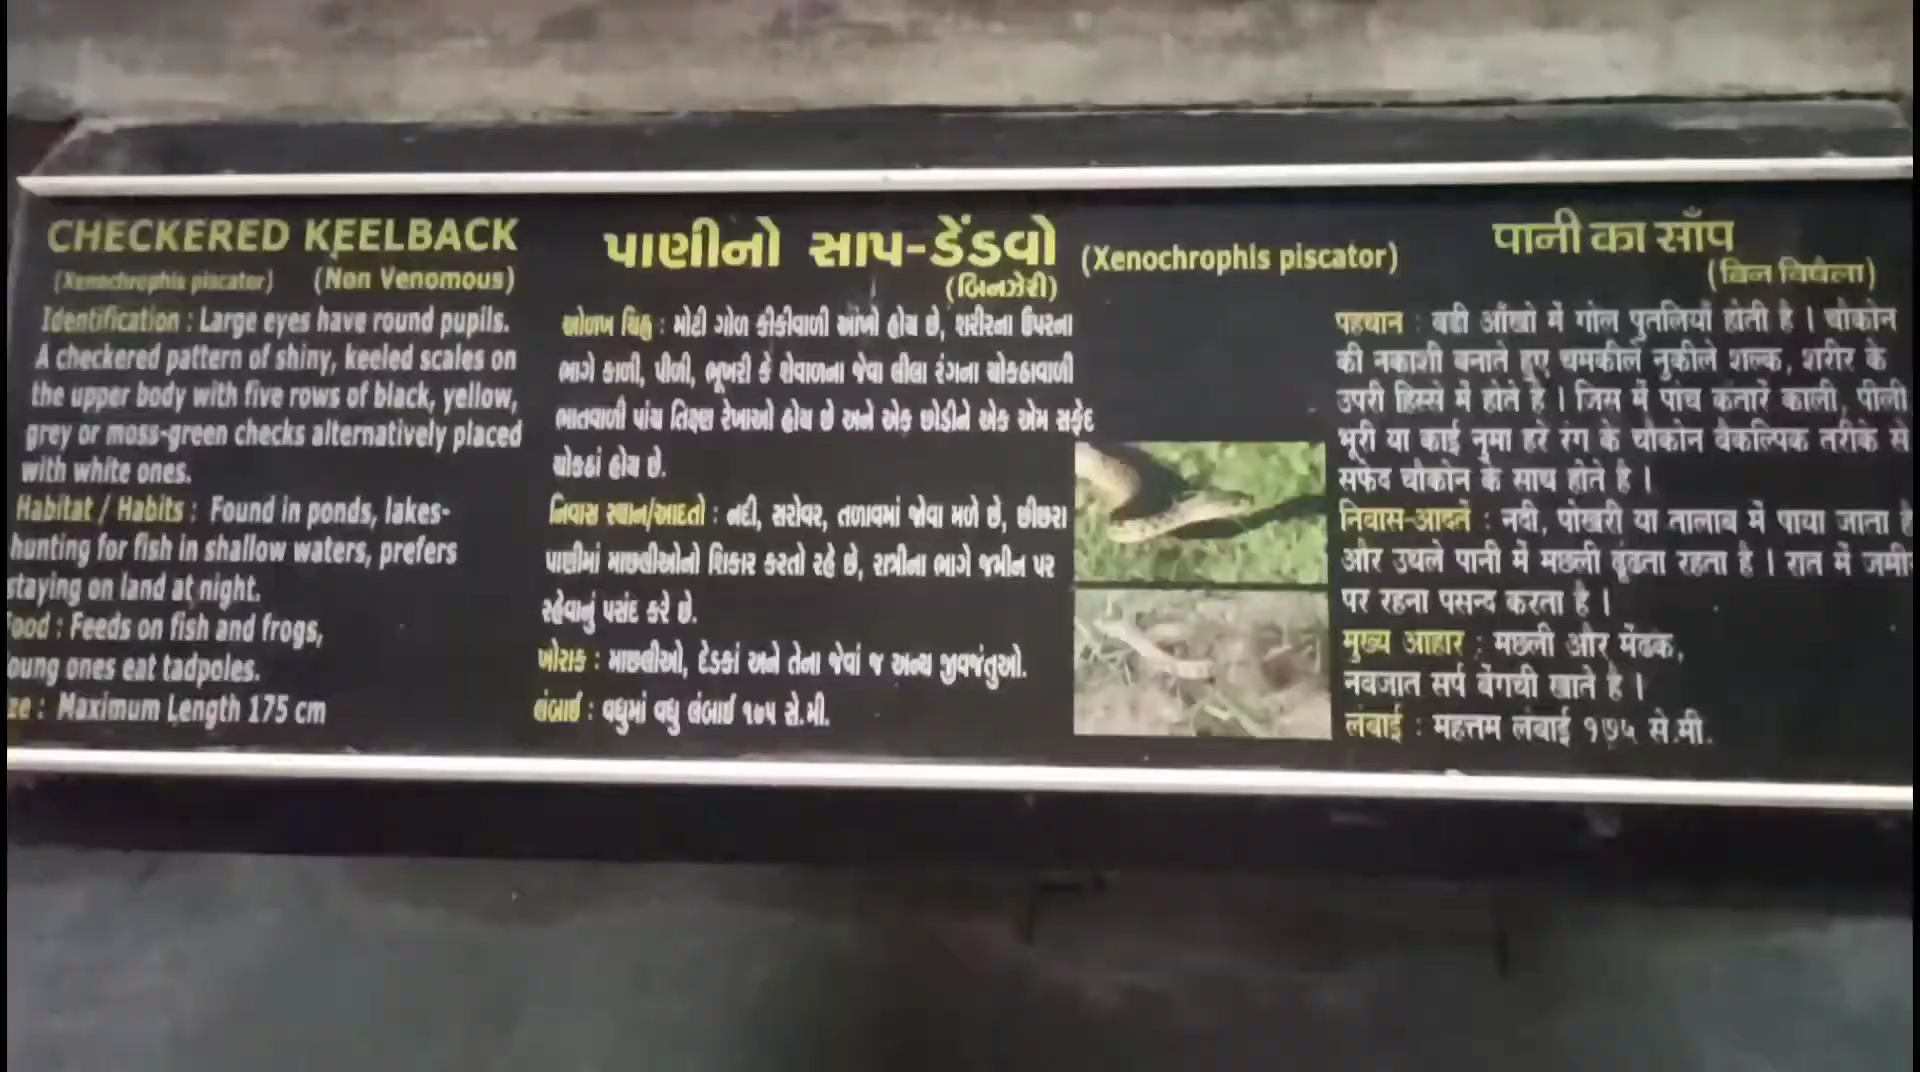 CHECKERED KEELBACK
(Xenochrophis piscator) (Non Venomous)
Identification : Large eyes have round pupils.
A checkered pattern of shiny, keeled scales on
the upper body with five rows of black, yellow,
grey or moss-green checks alternatively placed
with white ones.
Habitat / Habits : Found in ponds, lakes-
hunting for fish in shallow waters, prefers
staying on land at night.
ood : Feeds on fish and frogs,
oung ones eat tadpoles.
ze : Maximum Length 175 cm
પાણીનો સાપ-ડેંડવો (Xenochrophis piscator)
(બિનઝેરી)
ઓળખ ચિહ્ન : મોટી ગોળ કીકીવાળી આંખો હોય છે, શરીરના ઉપરના
ભાગે કાળી, પીળી, ભૂખરી કે શેવાળના જેવા લીલા રંગના ચોકઠાવાળી
ભાતવાળી પાંચ તિક્ષ્ણ રેખાઓ હોય છે અને એક છોડીને એક એમ સફેદ
ચોકઠાં હોય છે.
નિવાસ સ્થાન/આદતો : નદી, સરોવર, તળાવમાં જોવા મળે છે, છીછરા
પાણીમાં માછલીઓનો શિકાર કરતો રહે છે, રાત્રીના ભાગે જમીન પર
રહેવાનું પસંદ કરે છે.
ખોરાક : માછલીઓ, દેડકાં અને તેના જેવાં જ અન્ય જીવજંતુઓ.
લંબાઈ : વધુમાં વધુ લંબાઈ ૧૭૫ સે.મી.
पानी का साँप
(बिन विषैला)
पहचान : बडी आँखो में गोल पुतलियाँ होती है । चौकोन
की नकाशी बनाते हुए चमकीले नुकीले शल्क, शरीर के
उपरी हिस्से में होते है । जिस में पांच कतारें काली, पीली
भूरी या काई नुमा हरे रंग के चौकोन वैकल्पिक तरीके से
सफेद चौकोन के साथ होते है ।
निवास-आदतें : नदी, पोखरी या तालाब में पाया जाता है
और उथले पानी में मछली ढूंढता रहता है । रात में जमी
पर रहना पसन्द करता है ।
मुख्य आहार : मछली और मेंढक,
नवजात सर्प बेंगची खाते है ।
लंबाई : महत्तम लंबाई १७५ से.मी.